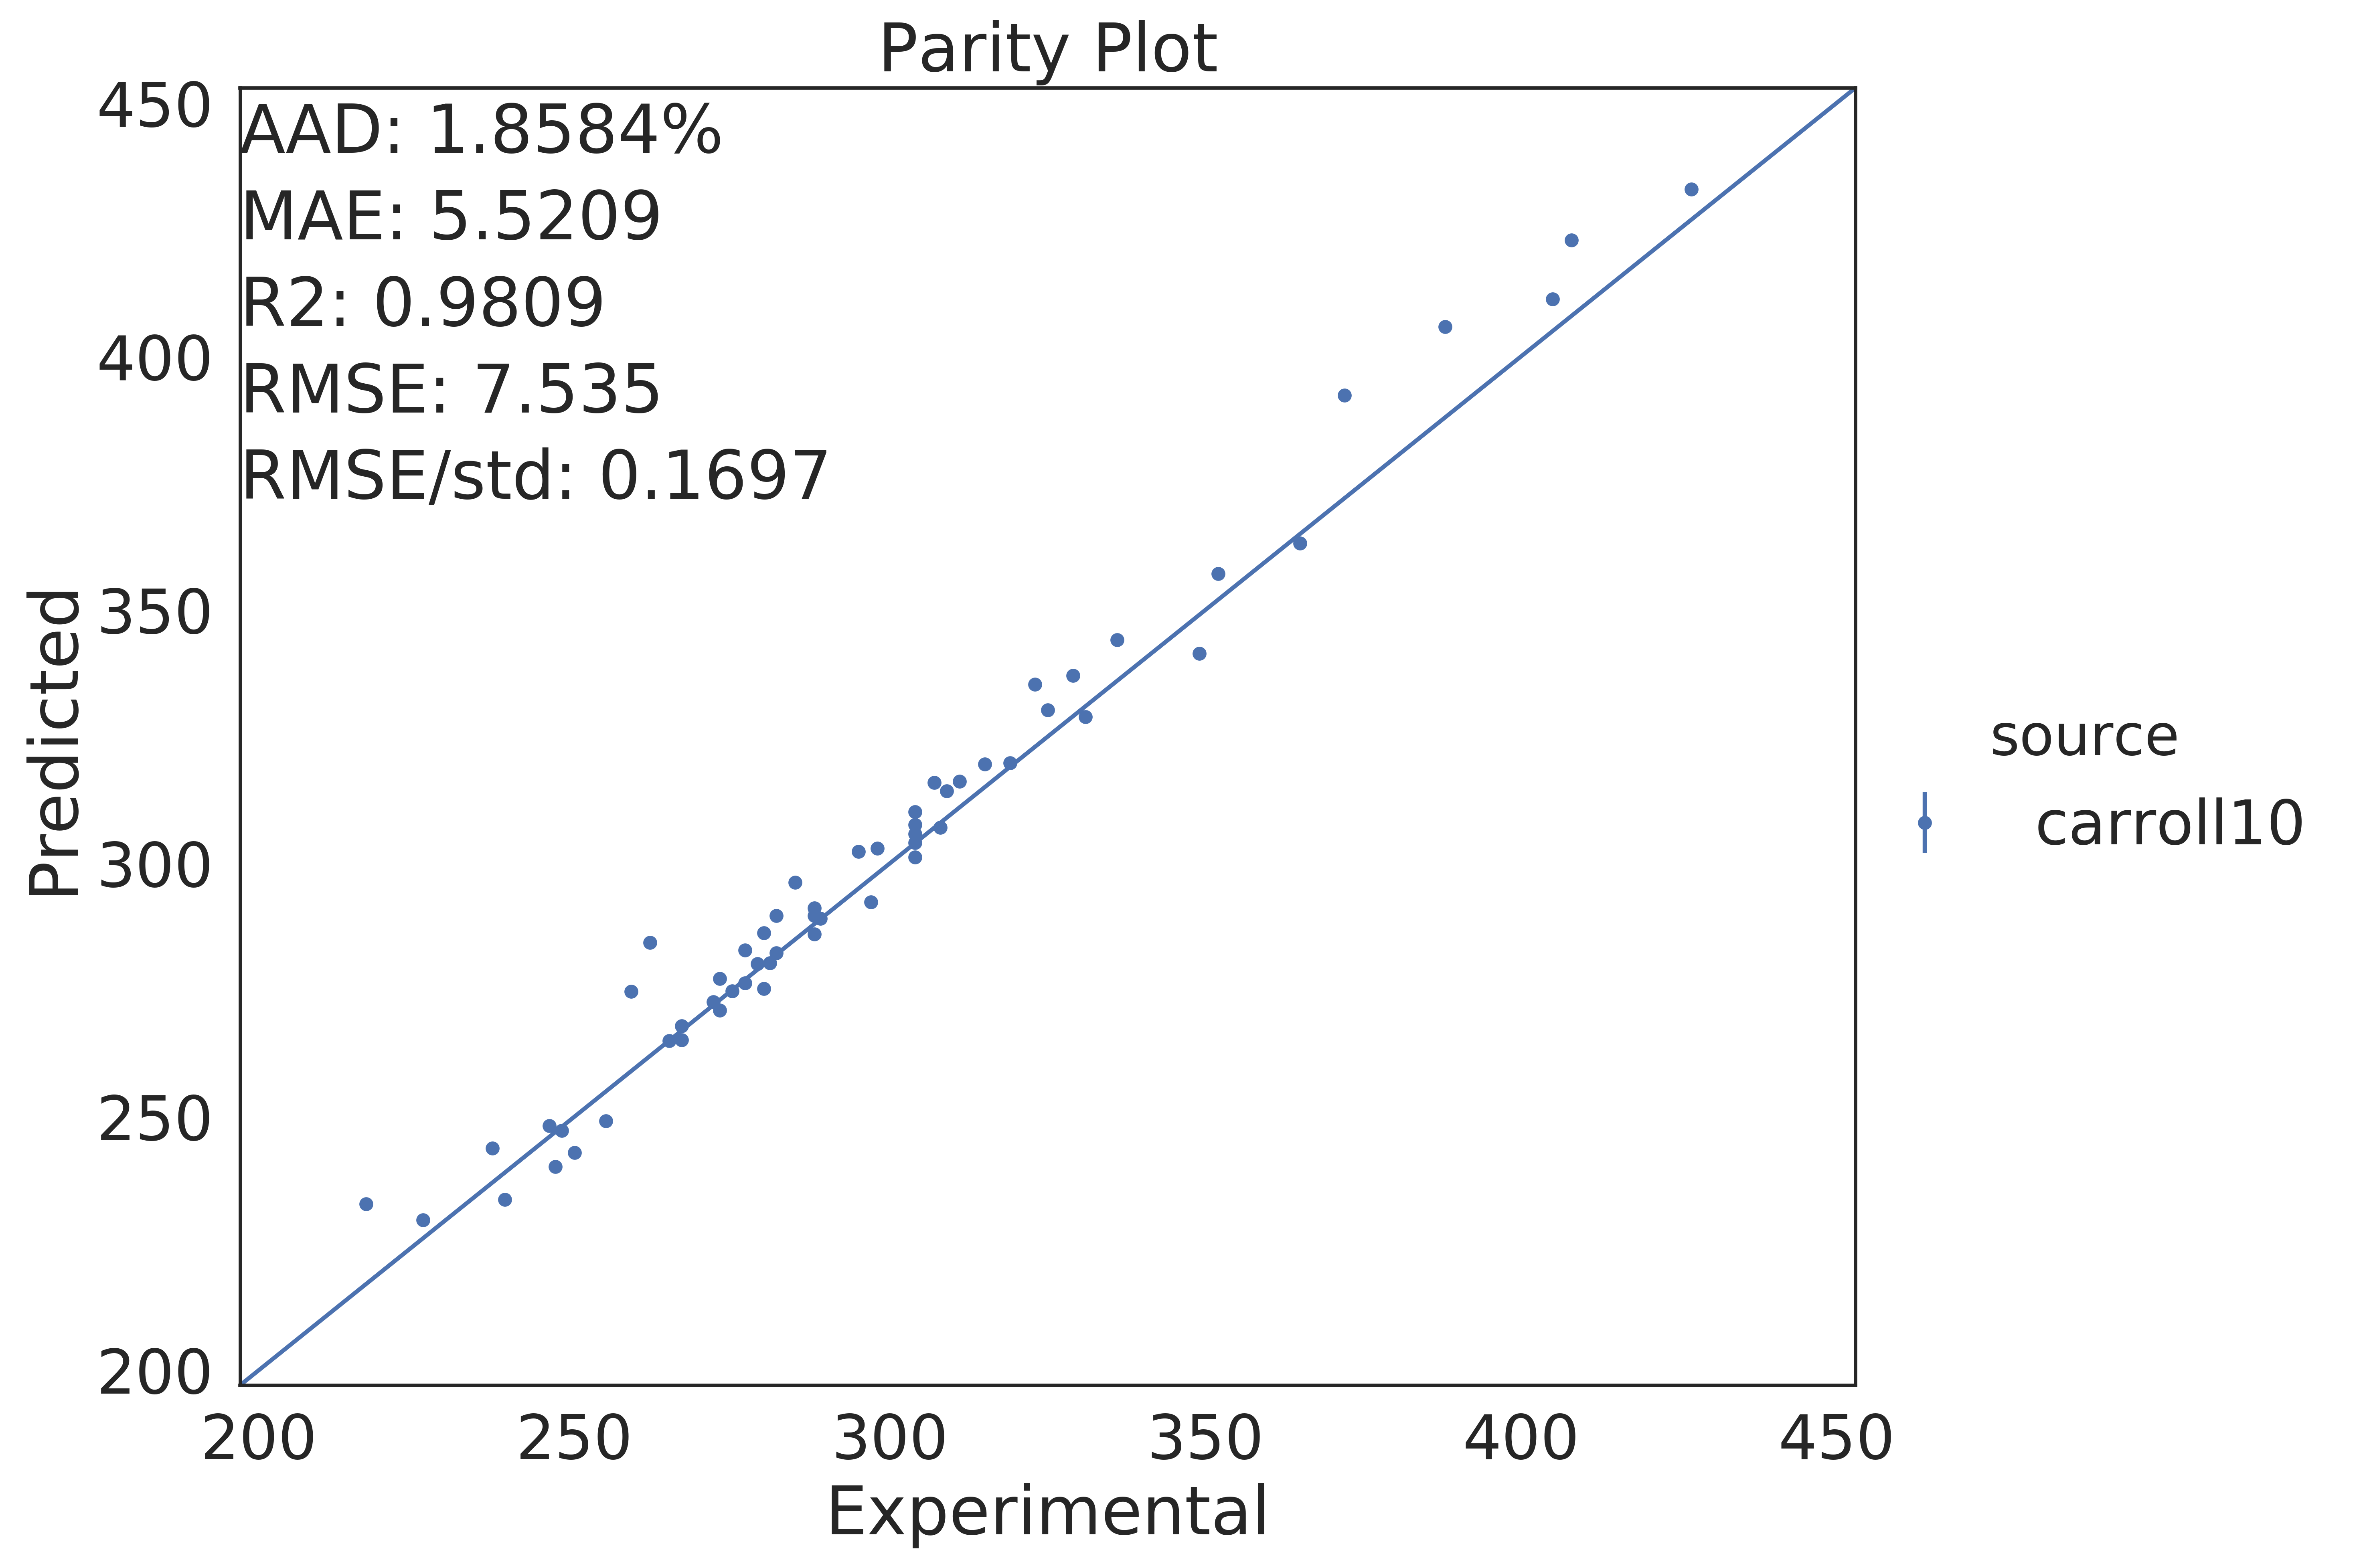 Parity Plot
AAD: 1.8584%
MAE: 5.5209
R2: 0.9809
RMSE: 7.535
RMSE/std: 0.1697
450
400
350
300
250
200
Predicted
200 250 300 350 400 450
Experimental
source
carroll10